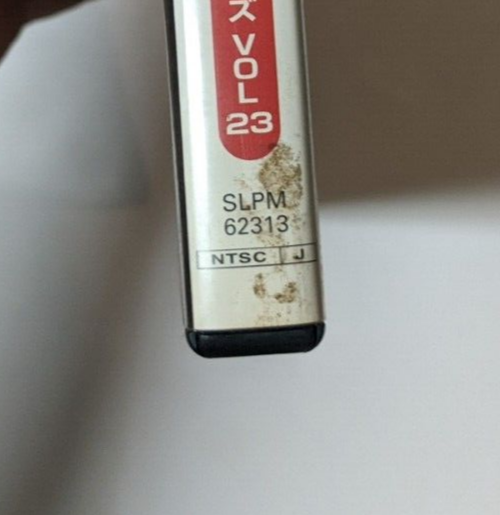 ズ VOL 23
SLPM
62313
NTSC J